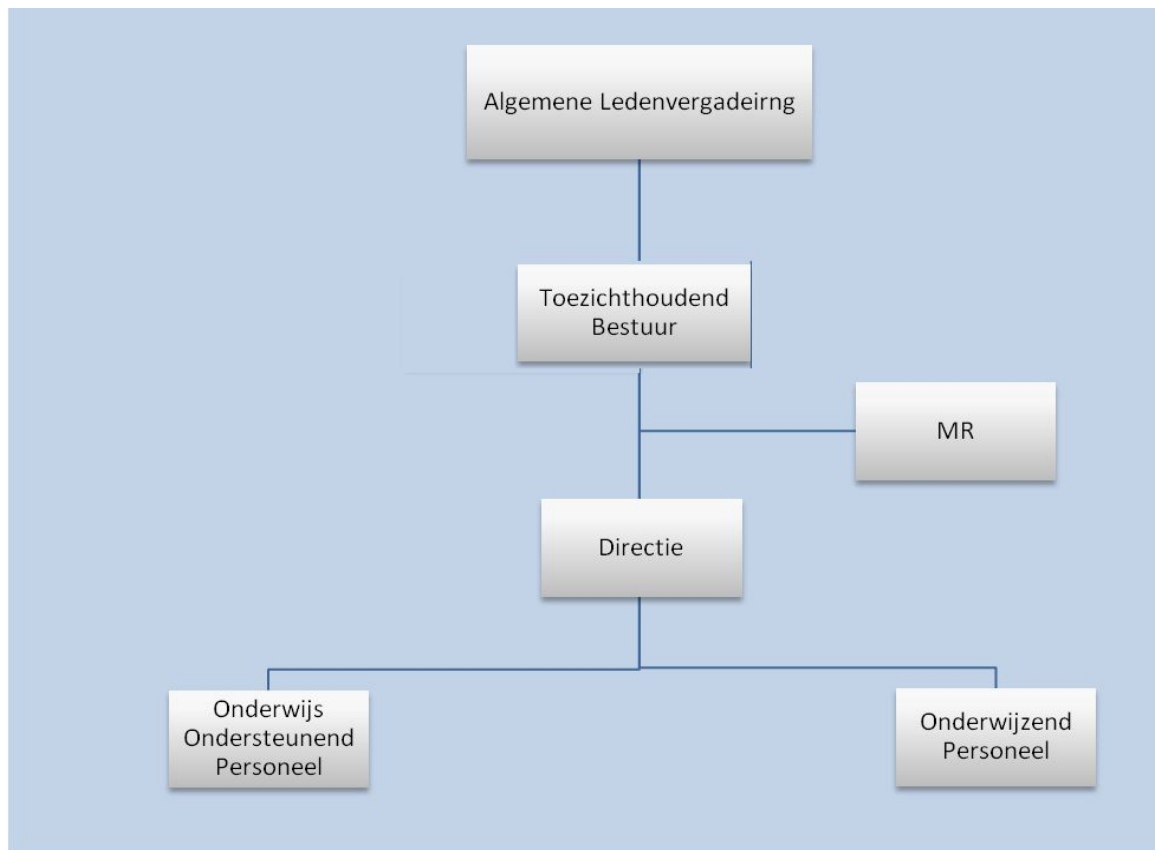 Algemene Ledenvergadeirng
Toezichthoudend
Bestuur
MR
Directie
Onderwijs
Ondersteunend
Personeel
Onderwijzend
Personeel